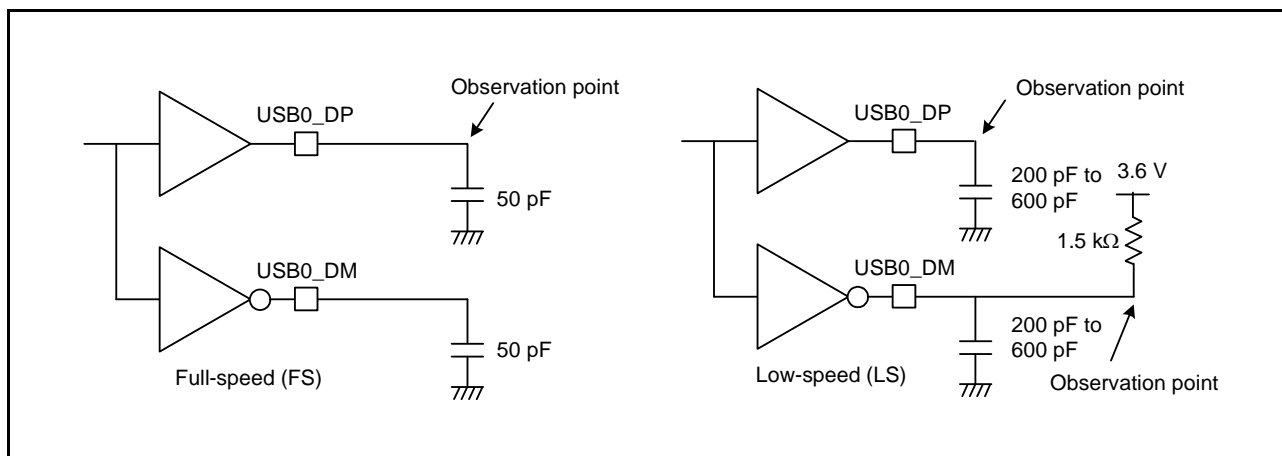 Observation point
USB0_DP
50 pF
USB0_DM
50 pF
Full-speed (FS)
Observation point
USB0_DP
200 pF to
600 pF
3.6 V
1.5 kΩ
USB0_DM
200 pF to
600 pF
Observation point
Low-speed (LS)